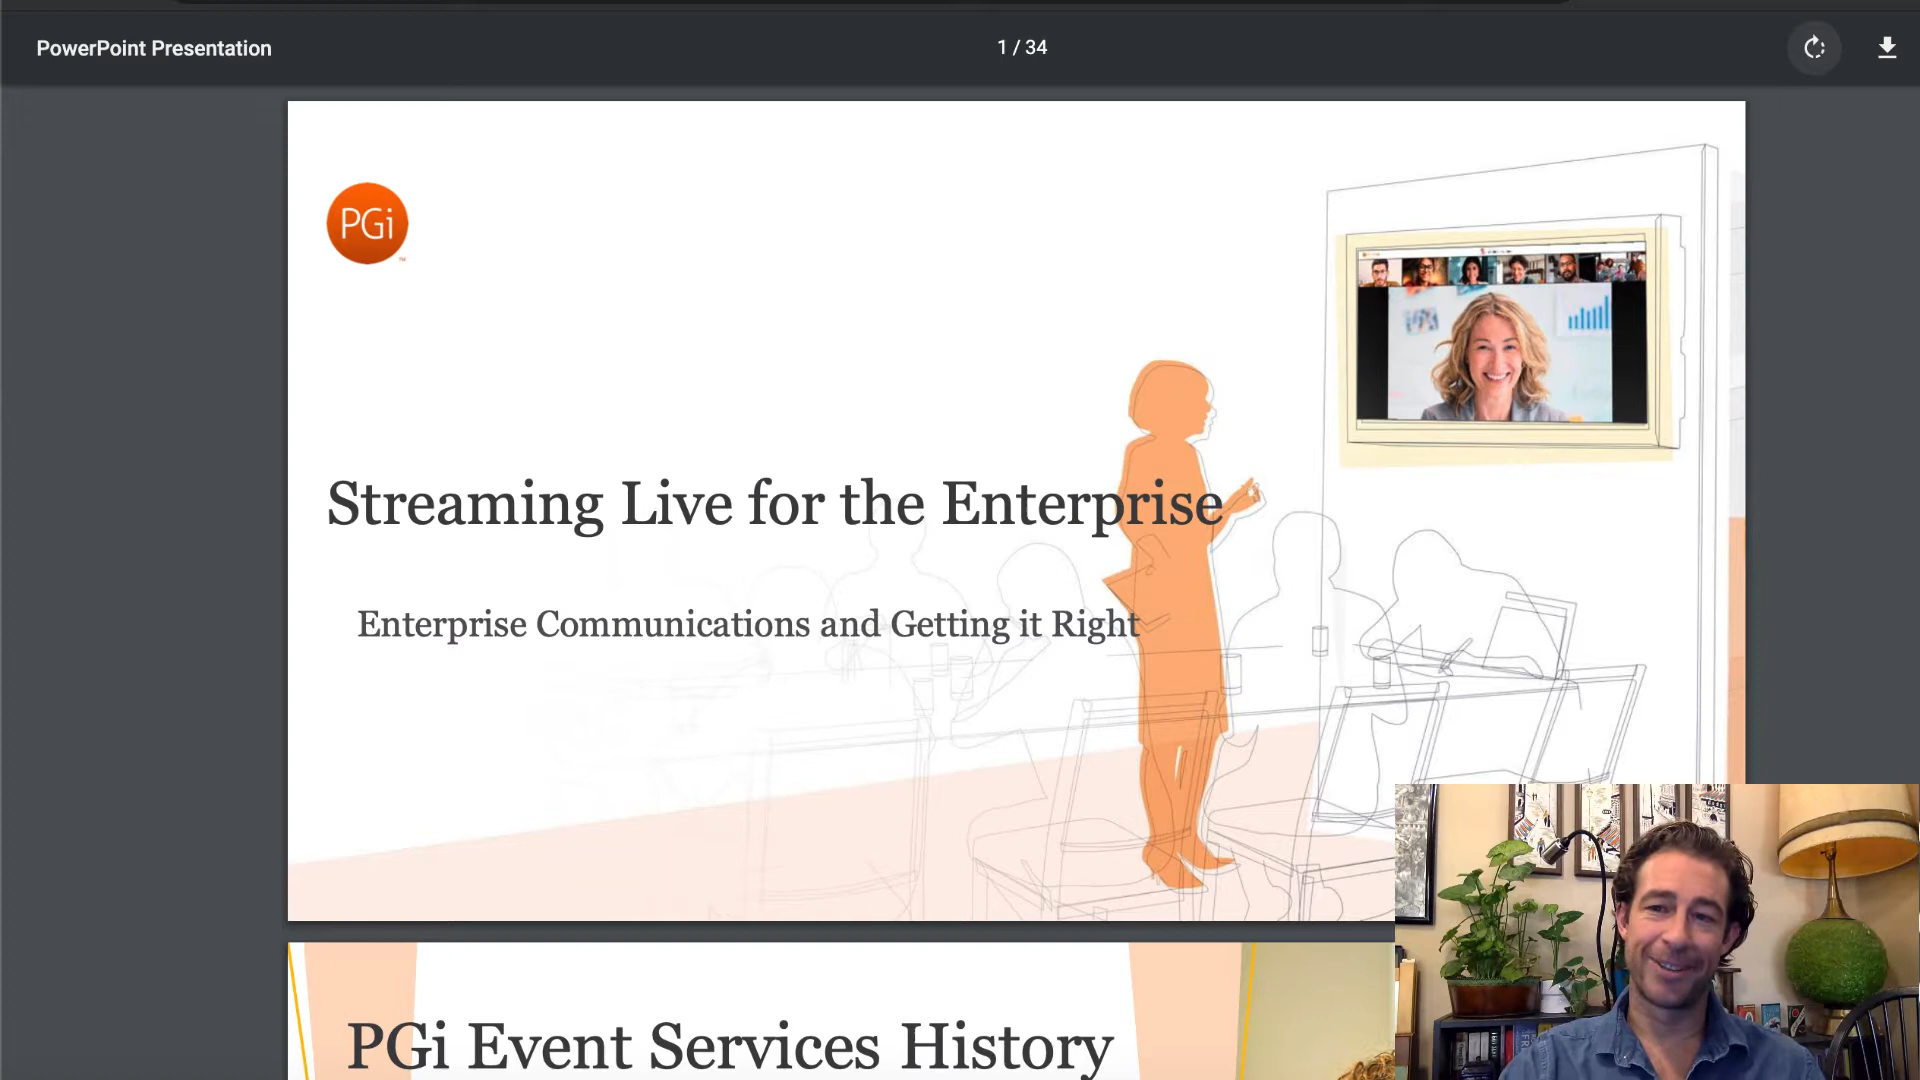 PowerPoint Presentation
1 / 34
PGi
Streaming Live for the Enterprise
Enterprise Communications and Getting it Right
PGi Event Services History